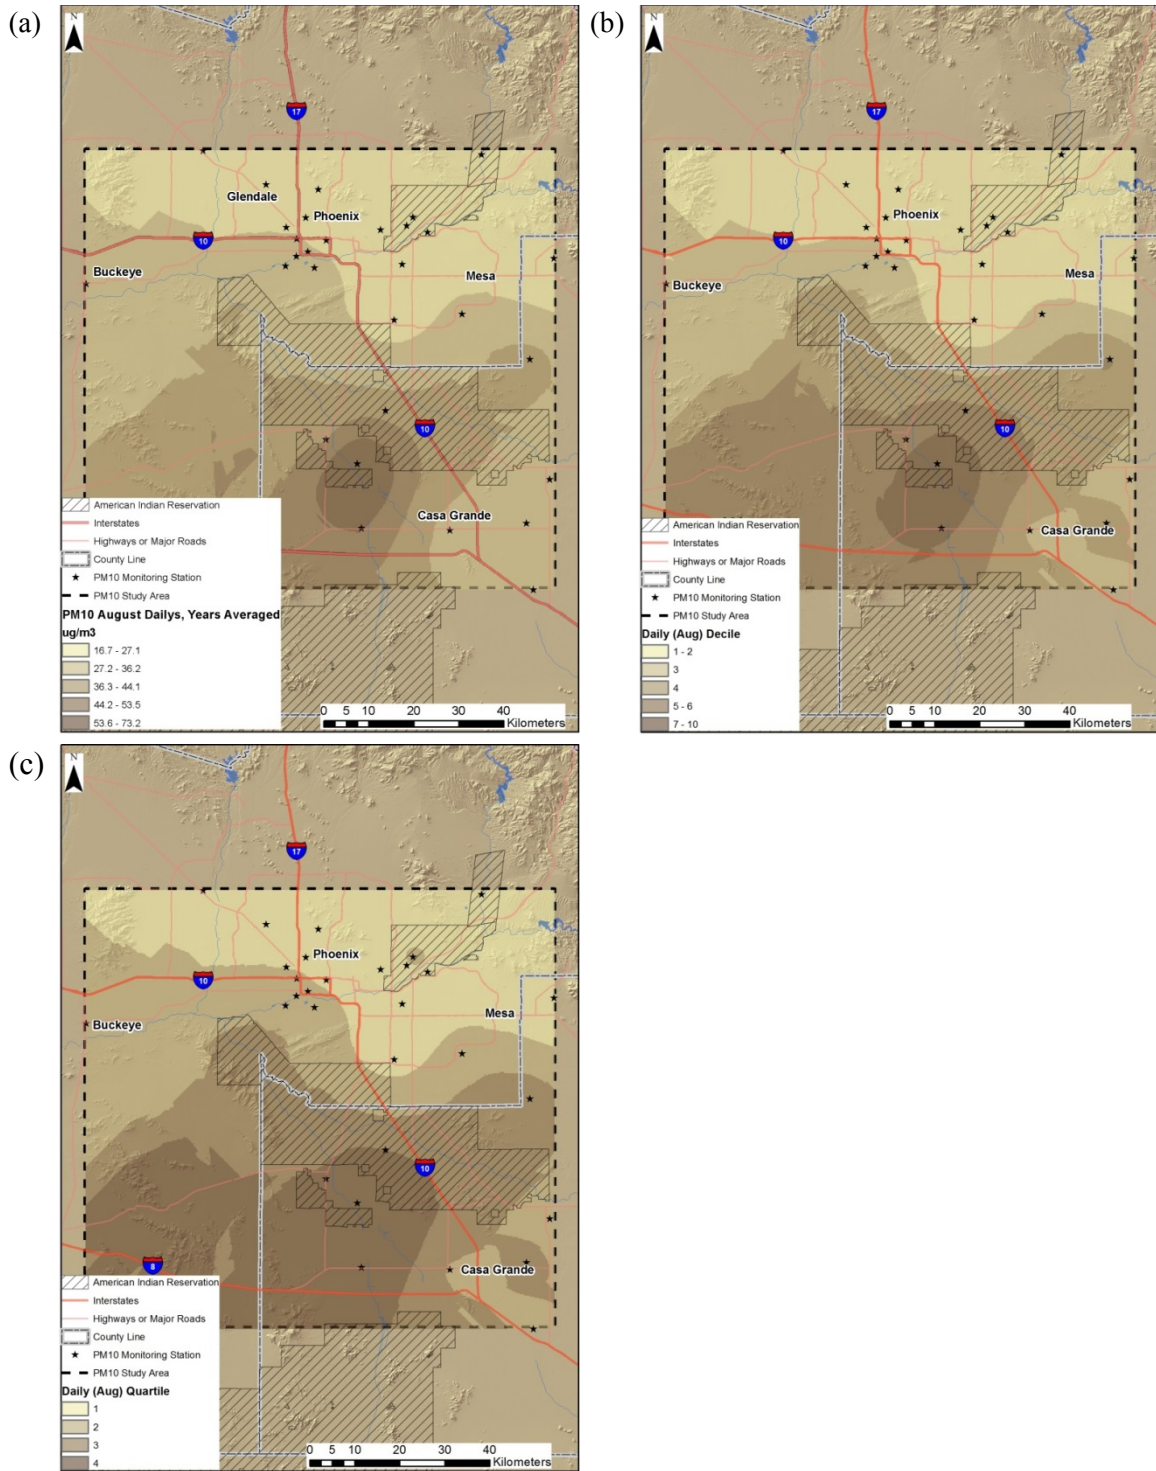 (a)
N
17
Glendale
Phoenix
10
Buckeye
Mesa
10
Casa Grande
American Indian Reservation
Interstates
Highways or Major Roads
County Line
PM10 Monitoring Station
PM10 Study Area
PM10 August Dailys, Years Averaged
ug/m3
16.7 - 27.1
27.2 - 36.2
36.3 - 44.1
44.2 - 53.5
53.6 - 73.2
0 5 10 20 30 40
Kilometers
(b)
N
17
Phoenix
10
Buckeye
Mesa
10
Casa Grande
American Indian Reservation
Interstates
Highways or Major Roads
County Line
PM10 Monitoring Station
PM10 Study Area
Daily (Aug) Decile
1 - 2
3
4
5 - 6
7 - 10
0 5 10 20 30 40
Kilometers
(c)
N
17
Phoenix
10
Buckeye
Mesa
10
8
Casa Grande
American Indian Reservation
Interstates
Highways or Major Roads
County Line
PM10 Monitoring Station
PM10 Study Area
Daily (Aug) Quartile
1
2
3
4
0 5 10 20 30 40
Kilometers